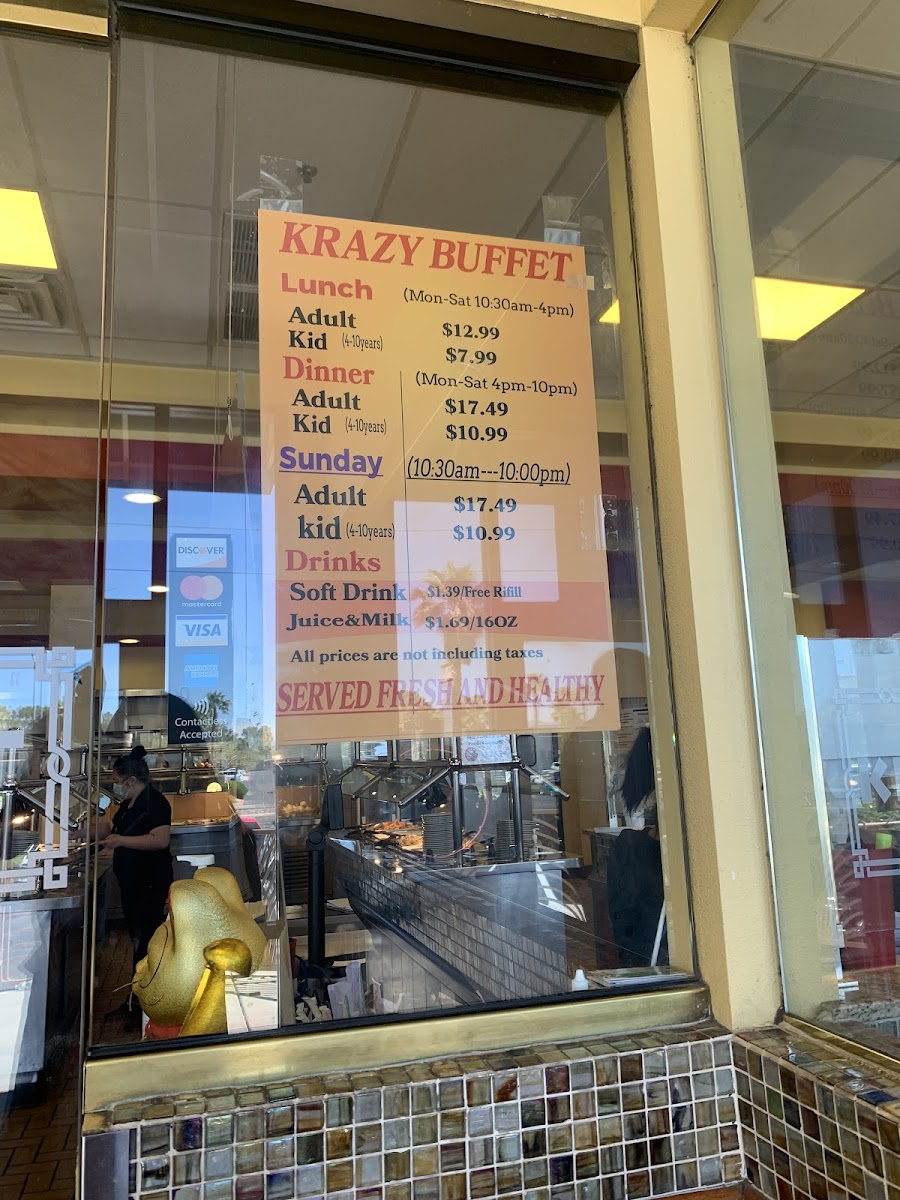 KRAZY BUFFET
Lunch (Mon-Sat 10:30am-4pm)
Adult $12.99
Kid (4-10years) $7.99
Dinner (Mon-Sat 4pm-10pm)
Adult $17.49
Kid (4-10years) $10.99
Sunday (10:30am---10:00pm)
Adult $17.49
kid (4-10years) $10.99
Drinks
Soft Drink $1.39/Free Rifill
Juice&Milk $1.69/16OZ
All prices are not including taxes
SERVED FRESH AND HEALTHY
DISCOVER
mastercard
VISA
AMERICAN EXPRESS
Contactless
Accepted